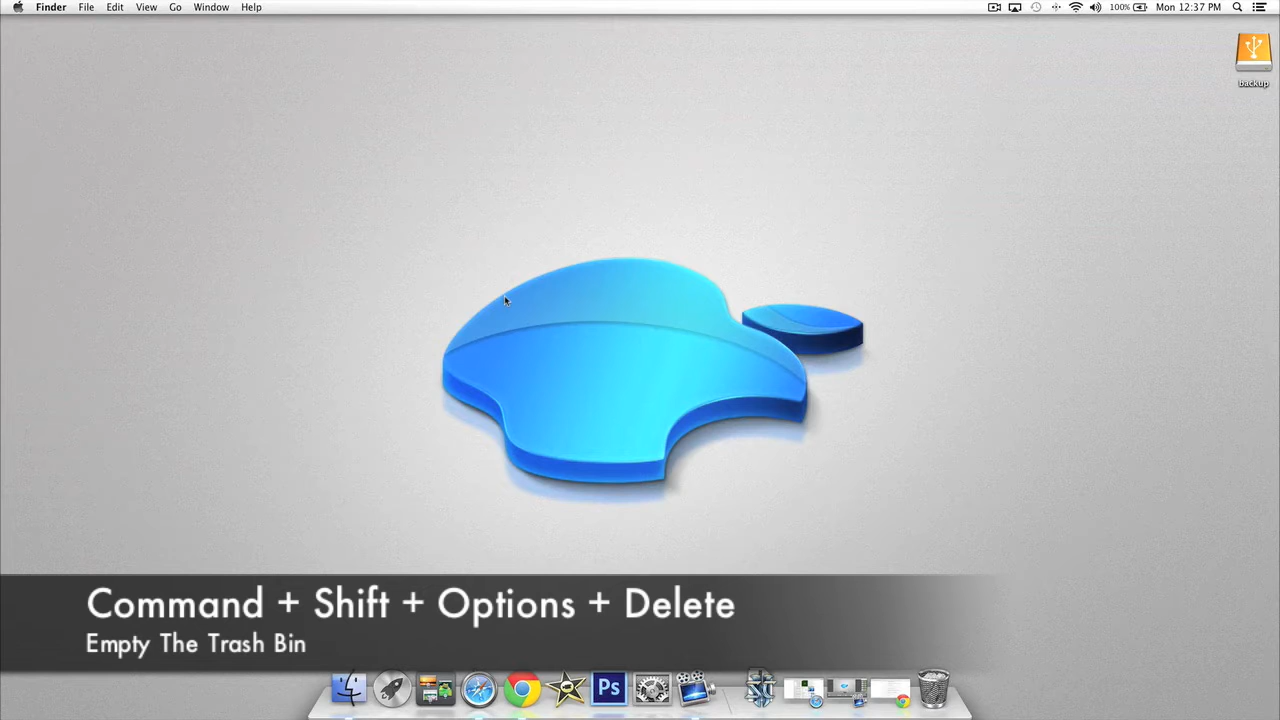 Finder File Edit View Go Window Help 100% Mon 12:37 PM
backup
Command + Shift + Options + Delete
Empty The Trash Bin
Ps